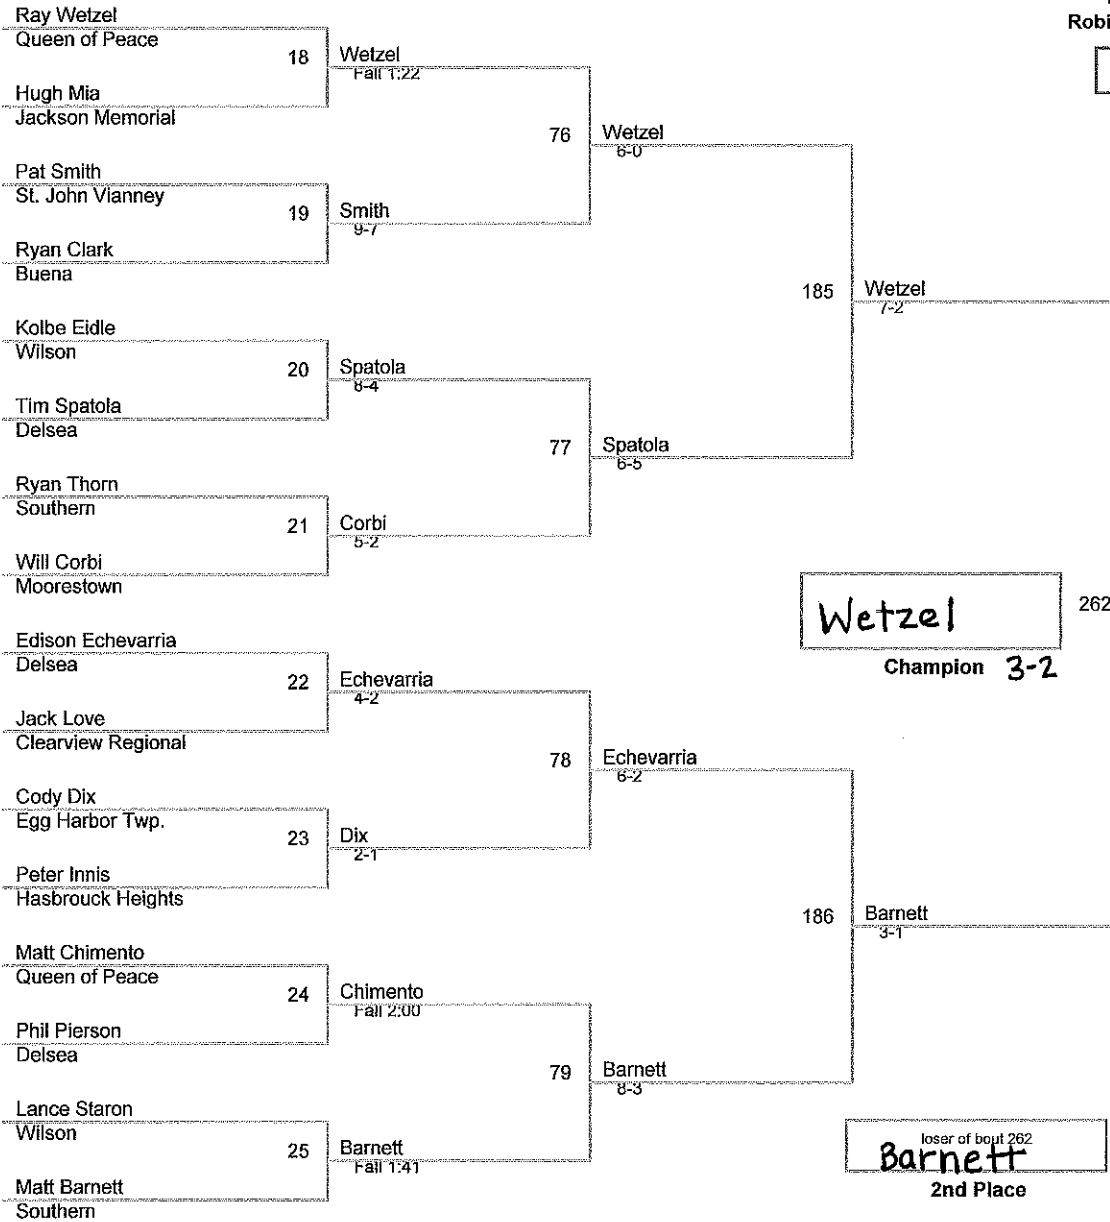 Ray Wetzel
Queen of Peace
18
Wetzel
Fall 1:22
Hugh Mia
Jackson Memorial
76
Wetzel
6-0
Pat Smith
St. John Vianney
19
Smith
9-7
Ryan Clark
Buena
185
Wetzel
7-2
Kolbe Eidle
Wilson
20
Spatola
8-4
Tim Spatola
Delsea
77
Spatola
6-5
Ryan Thorn
Southern
21
Corbi
5-2
Will Corbi
Moorestown
Wetzel
262
Champion 3-2
Edison Echevarria
Delsea
22
Echevarria
4-2
Jack Love
Clearview Regional
78
Echevarria
6-2
Cody Dix
Egg Harbor Twp.
23
Dix
2-1
Peter Innis
Hasbrouck Heights
186
Barnett
3-1
Matt Chimento
Queen of Peace
24
Chimento
Fall 2:00
Phil Pierson
Delsea
79
Barnett
8-3
Lance Staron
Wilson
25
Barnett
Fall 1:41
Matt Barnett
Southern
loser of bout 262
Barnett
2nd Place
Robi